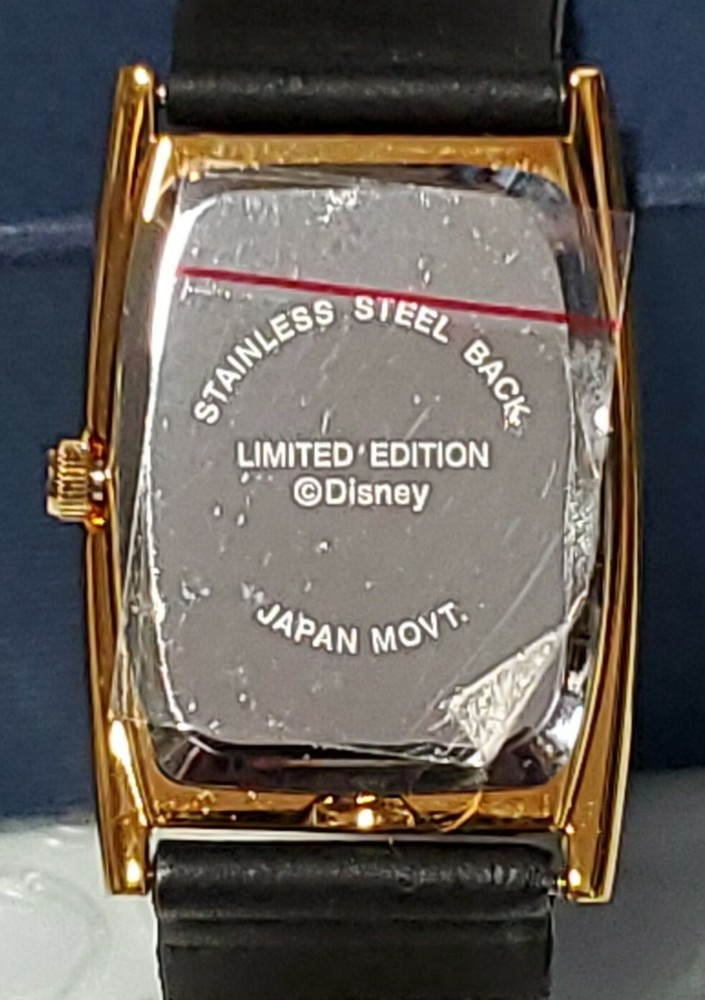 STAINLESS STEEL BACK
LIMITED EDITION
©Disney
JAPAN MOVT.